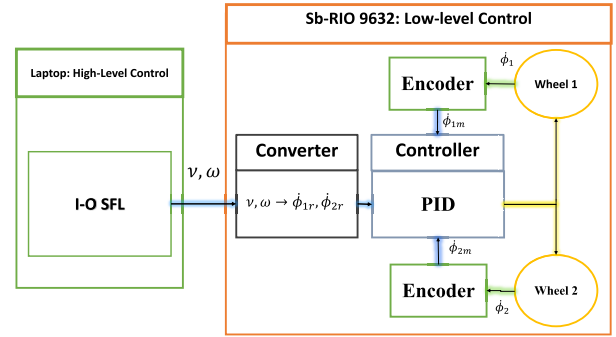 Sb-RIO 9632: Low-level Control
Laptop: High-Level Control
Encoder
ϕ̇₁
Wheel 1
ϕ̇₁ₘ
ν, ω
Converter
Controller
I-O SFL
ν, ω → ϕ̇₁ᵣ, ϕ̇₂ᵣ
PID
ϕ̇₂ₘ
Encoder
Wheel 2
ϕ̇₂